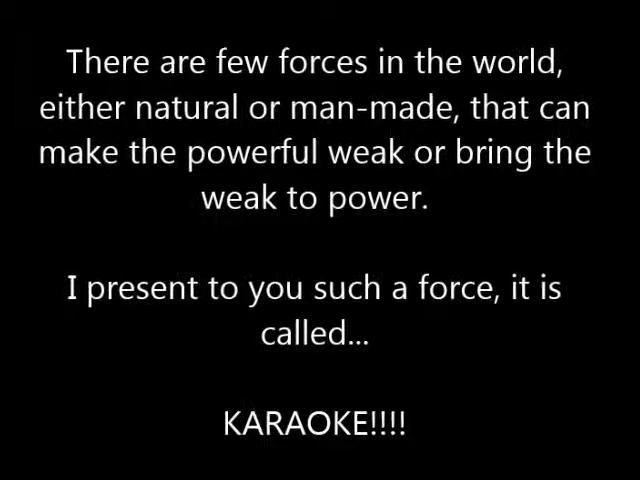 There are few forces in the world,
either natural or man-made, that can
make the powerful weak or bring the
weak to power.
I present to you such a force, it is
called...
KARAOKE!!!!